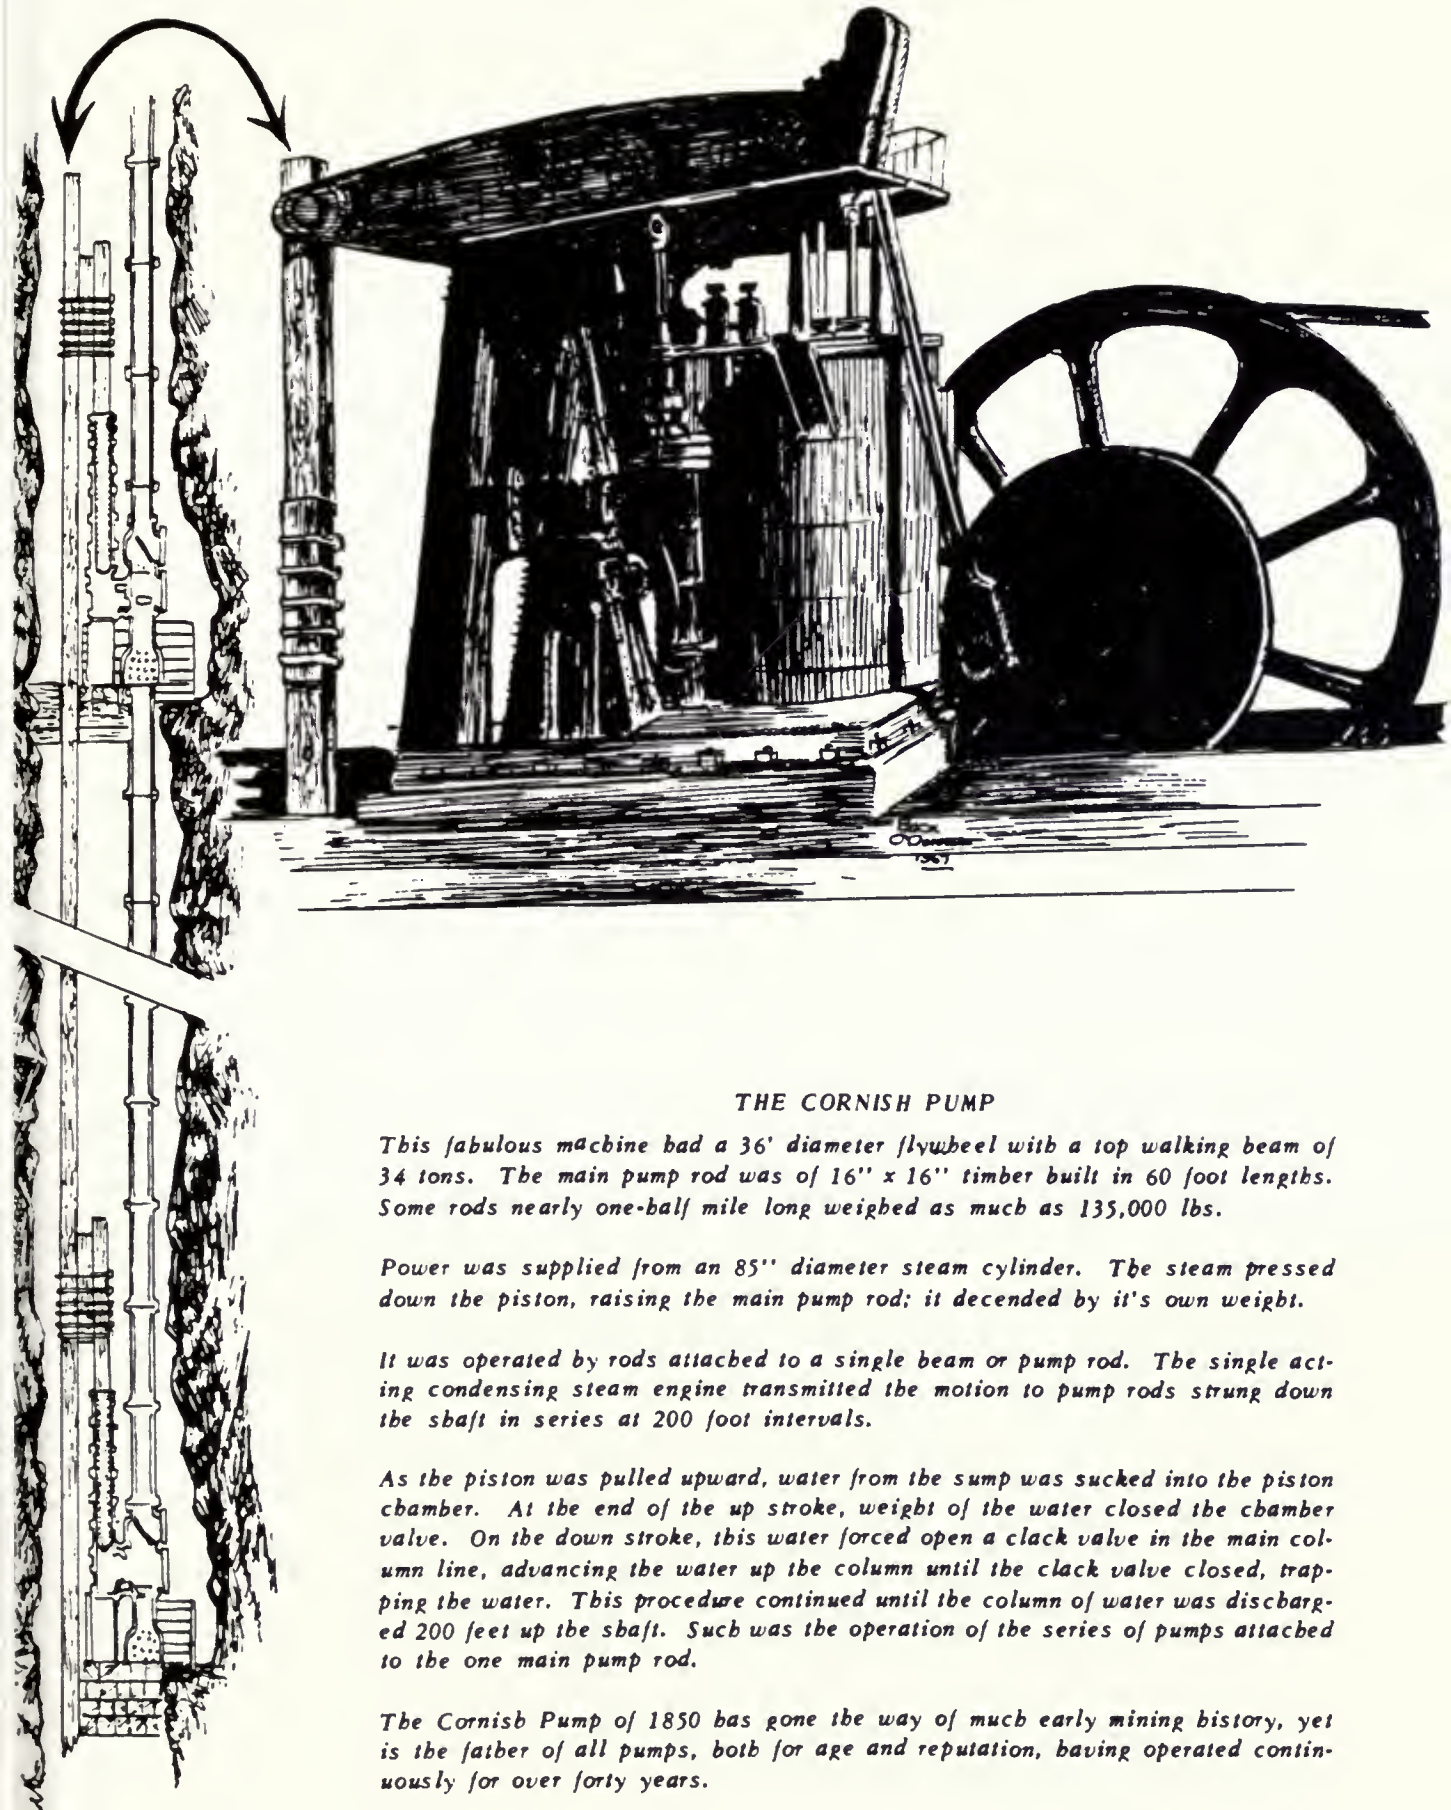 1967
THE CORNISH PUMP
This fabulous machine had a 36' diameter flywheel with a top walking beam of
34 tons. The main pump rod was of 16" x 16" timber built in 60 foot lengths.
Some rods nearly one-half mile long weighed as much as 135,000 lbs.
Power was supplied from an 85" diameter steam cylinder. The steam pressed
down the piston, raising the main pump rod; it decended by it's own weight.
It was operated by rods attached to a single beam or pump rod. The single act-
ing condensing steam engine transmitted the motion to pump rods strung down
the shaft in series at 200 foot intervals.
As the piston was pulled upward, water from the sump was sucked into the piston
chamber. At the end of the up stroke, weight of the water closed the chamber
valve. On the down stroke, this water forced open a clack valve in the main col-
umn line, advancing the water up the column until the clack valve closed, trap-
ping the water. This procedure continued until the column of water was discharg-
ed 200 feet up the shaft. Such was the operation of the series of pumps attached
to the one main pump rod.
The Cornish Pump of 1850 has gone the way of much early mining history, yet
is the father of all pumps, both for age and reputation, having operated contin-
uously for over forty years.